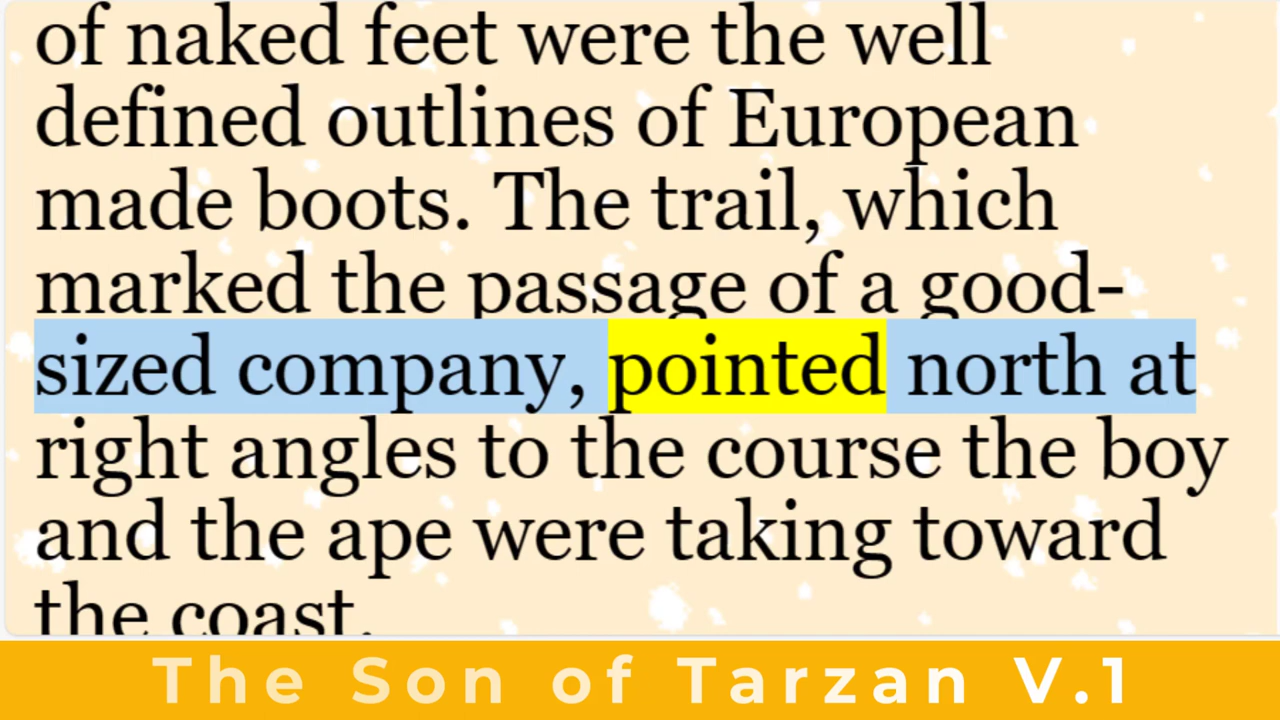 of naked feet were the well
defined outlines of European
made boots. The trail, which
marked the passage of a good-
sized company, pointed north at
right angles to the course the boy
and the ape were taking toward
the coast.
The Son of Tarzan V.1